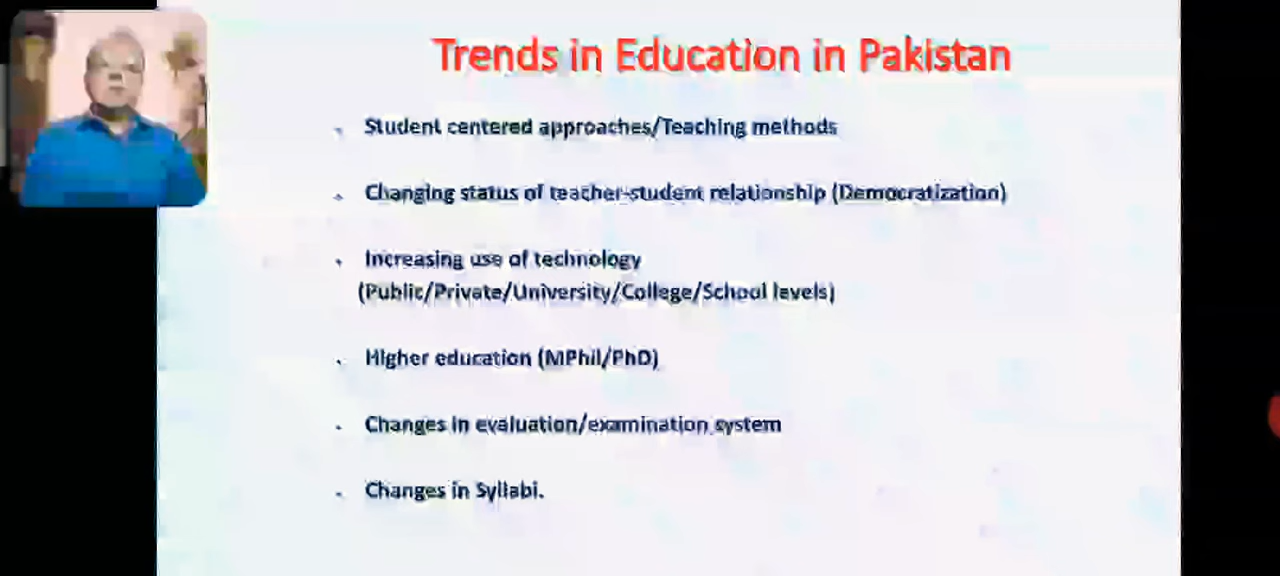 Trends in Education in Pakistan
Student centered approaches/Teaching methods
Changing status of teacher-student relationship (Democratization)
Increasing use of technology
(Public/Private/University/College/School levels)
Higher education (MPhil/PhD)
Changes in evaluation/examination system
Changes in Syllabi.